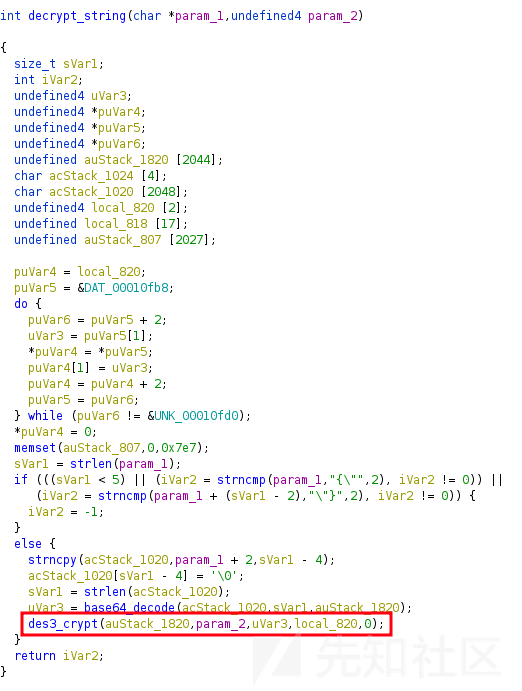 int decrypt_string(char *param_1,undefined4 param_2)
{
size_t sVar1;
int iVar2;
undefined4 uVar3;
undefined4 *puVar4;
undefined4 *puVar5;
undefined4 *puVar6;
undefined auStack_1820 [2044];
char acStack_1024 [4];
char acStack_1020 [2048];
undefined4 local_820 [2];
undefined local_818 [17];
undefined auStack_807 [2027];
puVar4 = local_820;
puVar5 = &DAT_00010fb8;
do {
puVar6 = puVar5 + 2;
uVar3 = puVar5[1];
*puVar4 = *puVar5;
puVar4[1] = uVar3;
puVar4 = puVar4 + 2;
puVar5 = puVar6;
} while (puVar6 != &UNK_00010fd0);
*puVar4 = 0;
memset(auStack_807,0,0x7e7);
sVar1 = strlen(param_1);
if (((sVar1 < 5) || (iVar2 = strncmp(param_1,"{\"",2), iVar2 != 0)) ||
(iVar2 = strncmp(param_1 + (sVar1 - 2),"\"}",2), iVar2 != 0)) {
iVar2 = -1;
}
else {
strncpy(acStack_1020,param_1 + 2,sVar1 - 4);
acStack_1024[sVar1] = '\0';
sVar1 = strlen(acStack_1020);
uVar3 = base64_decode(acStack_1020,sVar1,auStack_1820);
des3_crypt(auStack_1820,param_2,uVar3,local_820,0);
}
return iVar2;
}
先知社区